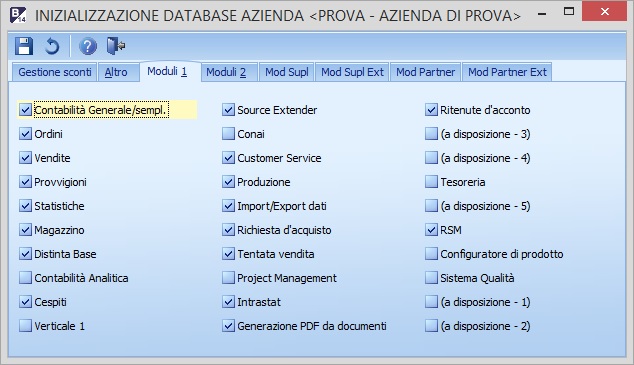 B 14 INIZIALIZZAZIONE DATABASE AZIENDA <PROVA - AZIENDA DI PROVA>
Gestione sconti Altro Moduli 1 Moduli 2 Mod Supl Mod Supl Ext Mod Partner Mod Partner Ext
Contabilità Generale/sempl.
Ordini
Vendite
Provvigioni
Statistiche
Magazzino
Distinta Base
Contabilità Analitica
Cespiti
Verticale 1
Source Extender
Conai
Customer Service
Produzione
Import/Export dati
Richiesta d'acquisto
Tentata vendita
Project Management
Intrastat
Generazione PDF da documenti
Ritenute d'acconto
(a disposizione - 3)
(a disposizione - 4)
Tesoreria
(a disposizione - 5)
RSM
Configuratore di prodotto
Sistema Qualità
(a disposizione - 1)
(a disposizione - 2)